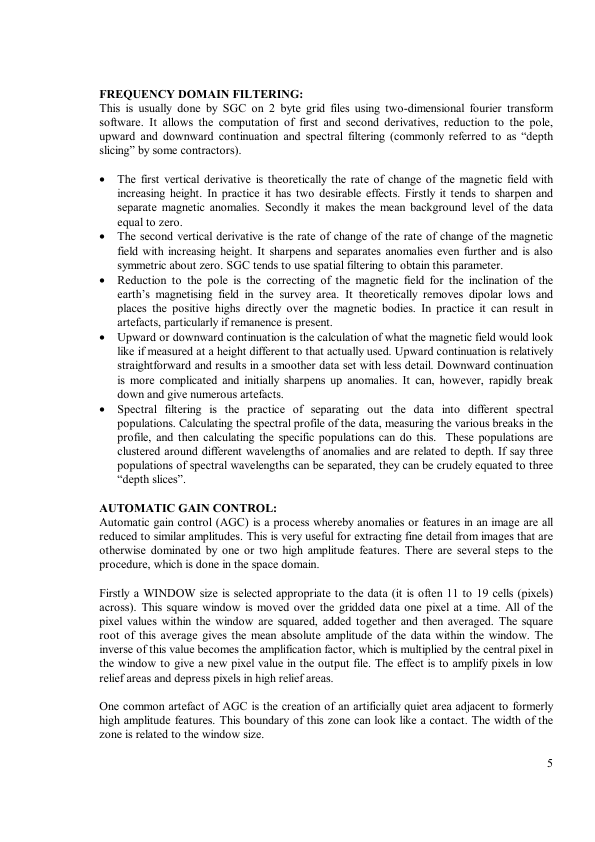 FREQUENCY DOMAIN FILTERING:
This is usually done by SGC on 2 byte grid files using two-dimensional fourier transform
software. It allows the computation of first and second derivatives, reduction to the pole,
upward and downward continuation and spectral filtering (commonly referred to as “depth
slicing” by some contractors).
• The first vertical derivative is theoretically the rate of change of the magnetic field with
increasing height. In practice it has two desirable effects. Firstly it tends to sharpen and
separate magnetic anomalies. Secondly it makes the mean background level of the data
equal to zero.
• The second vertical derivative is the rate of change of the rate of change of the magnetic
field with increasing height. It sharpens and separates anomalies even further and is also
symmetric about zero. SGC tends to use spatial filtering to obtain this parameter.
• Reduction to the pole is the correcting of the magnetic field for the inclination of the
earth’s magnetising field in the survey area. It theoretically removes dipolar lows and
places the positive highs directly over the magnetic bodies. In practice it can result in
artefacts, particularly if remanence is present.
• Upward or downward continuation is the calculation of what the magnetic field would look
like if measured at a height different to that actually used. Upward continuation is relatively
straightforward and results in a smoother data set with less detail. Downward continuation
is more complicated and initially sharpens up anomalies. It can, however, rapidly break
down and give numerous artefacts.
• Spectral filtering is the practice of separating out the data into different spectral
populations. Calculating the spectral profile of the data, measuring the various breaks in the
profile, and then calculating the specific populations can do this.  These populations are
clustered around different wavelengths of anomalies and are related to depth. If say three
populations of spectral wavelengths can be separated, they can be crudely equated to three
“depth slices”.
AUTOMATIC GAIN CONTROL:
Automatic gain control (AGC) is a process whereby anomalies or features in an image are all
reduced to similar amplitudes. This is very useful for extracting fine detail from images that are
otherwise dominated by one or two high amplitude features. There are several steps to the
procedure, which is done in the space domain.
Firstly a WINDOW size is selected appropriate to the data (it is often 11 to 19 cells (pixels)
across). This square window is moved over the gridded data one pixel at a time. All of the
pixel values within the window are squared, added together and then averaged. The square
root of this average gives the mean absolute amplitude of the data within the window. The
inverse of this value becomes the amplification factor, which is multiplied by the central pixel in
the window to give a new pixel value in the output file. The effect is to amplify pixels in low
relief areas and depress pixels in high relief areas.
One common artefact of AGC is the creation of an artificially quiet area adjacent to formerly
high amplitude features. This boundary of this zone can look like a contact. The width of the
zone is related to the window size.
5